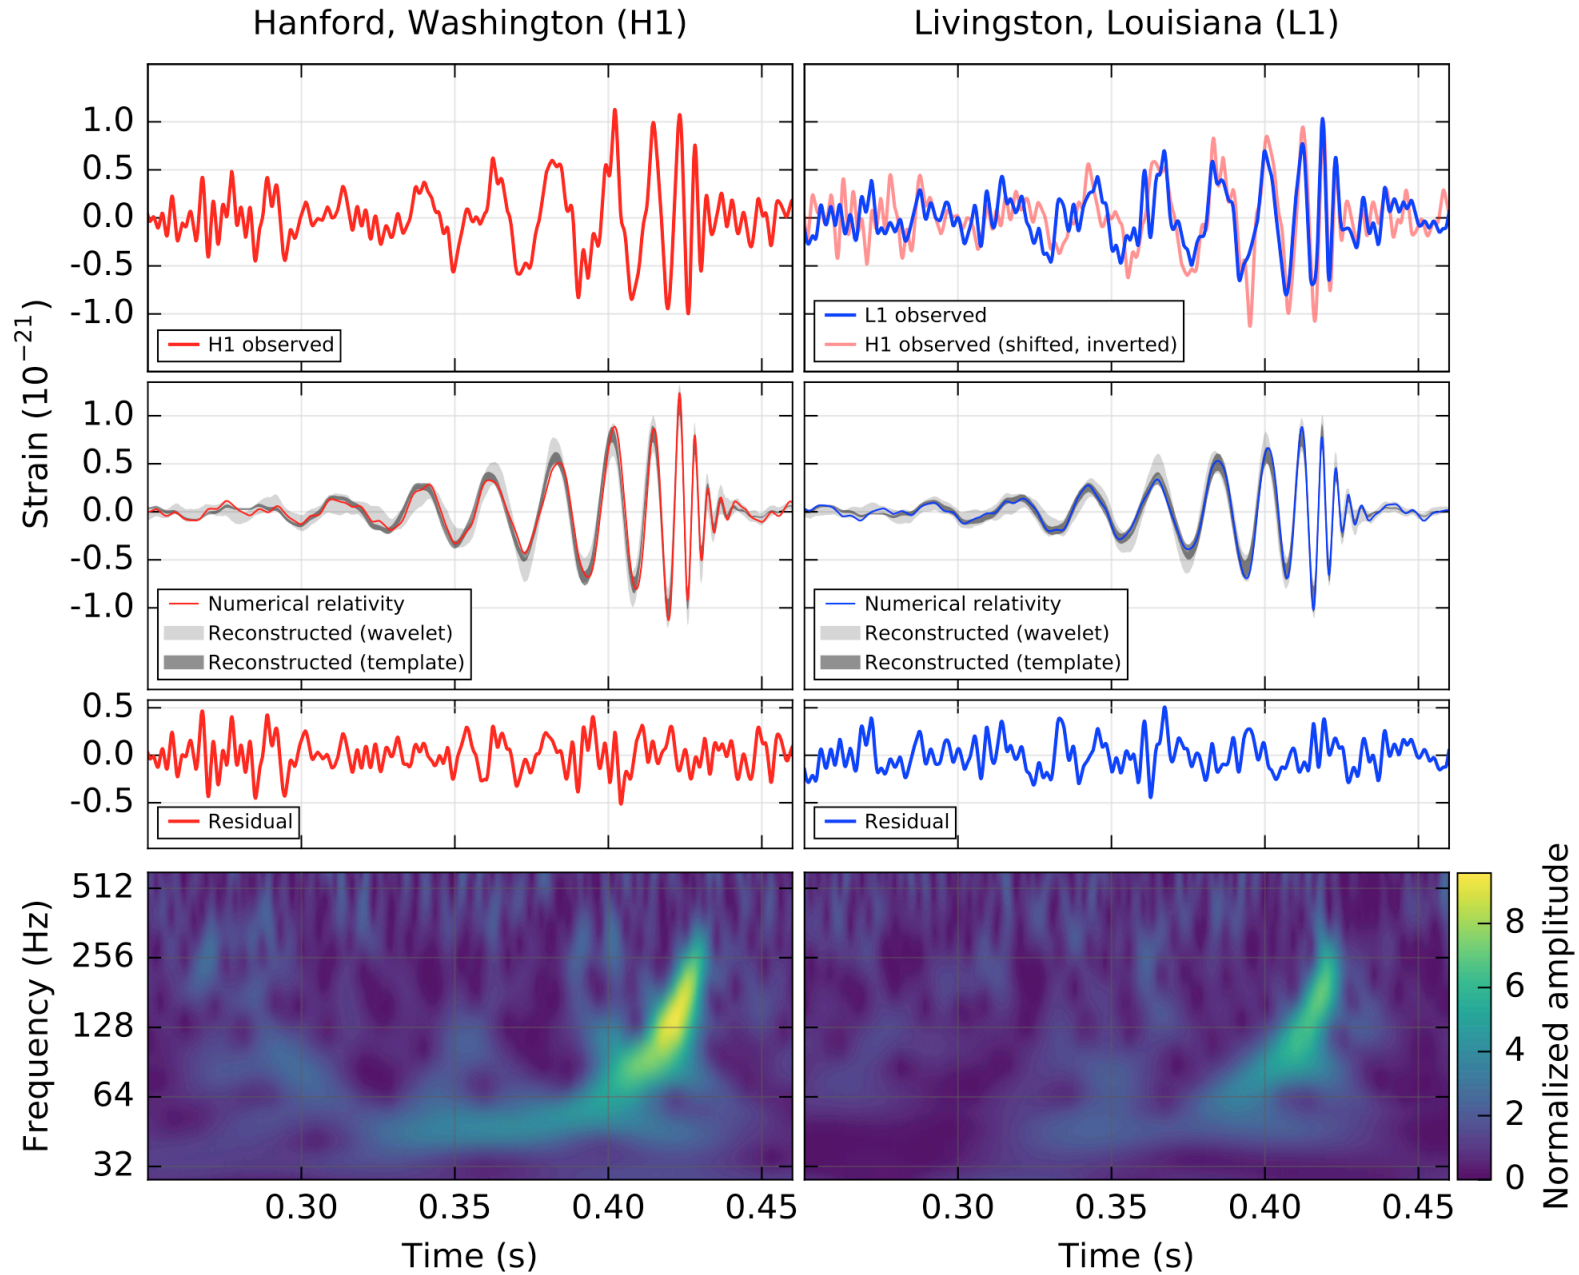 Hanford, Washington (H1)
Livingston, Louisiana (L1)
Strain (10⁻²¹)
1.0
0.5
0.0
-0.5
-1.0
H1 observed
L1 observed
H1 observed (shifted, inverted)
1.0
0.5
0.0
-0.5
-1.0
Numerical relativity
Reconstructed (wavelet)
Reconstructed (template)
Numerical relativity
Reconstructed (wavelet)
Reconstructed (template)
0.5
0.0
-0.5
Residual
Residual
Frequency (Hz)
512
256
128
64
32
0.30 0.35 0.40 0.45
Time (s)
0.30 0.35 0.40 0.45
Time (s)
8
6
4
2
0
Normalized amplitude